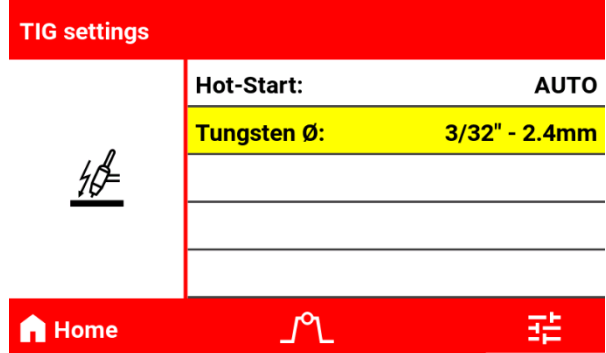 TIG settings
Hot-Start: AUTO
Tungsten Ø: 3/32" - 2.4mm
Home